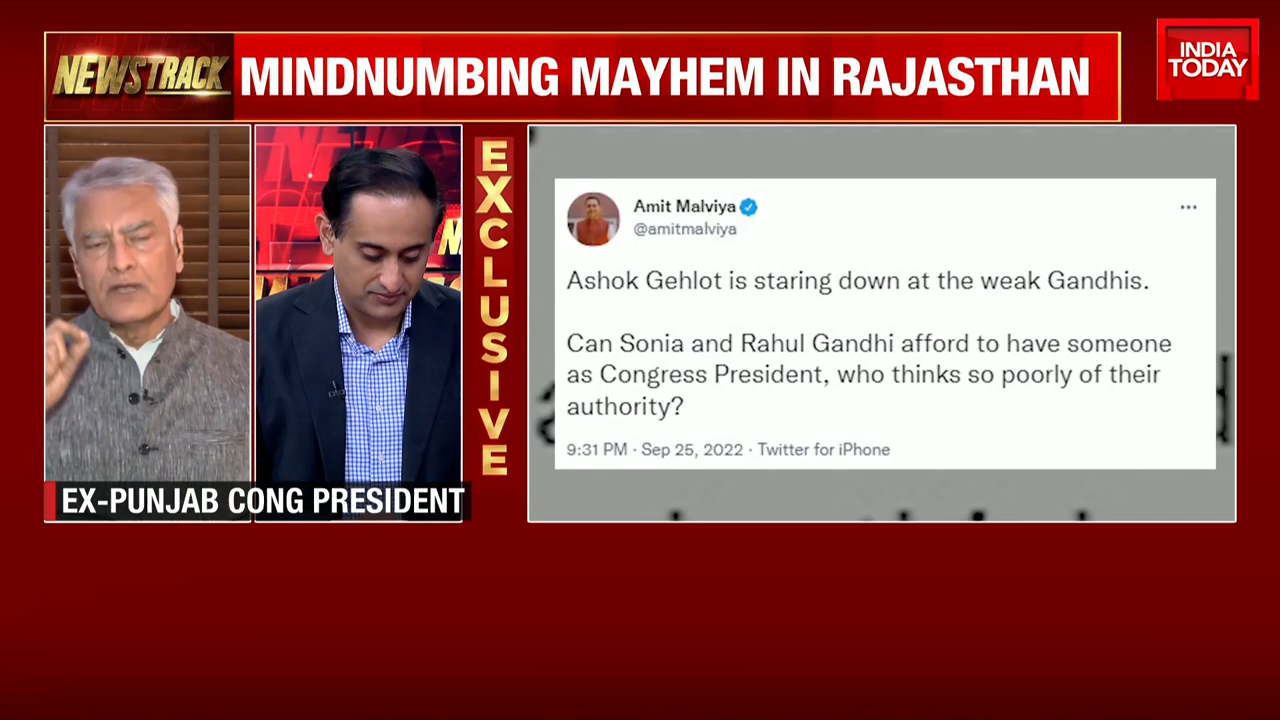 NEWSTRACK
MINDNUMBING MAYHEM IN RAJASTHAN
INDIA
TODAY
EXCLUSIVE
EX-PUNJAB CONG PRESIDENT
Amit Malviya
@amitmalviya
Ashok Gehlot is staring down at the weak Gandhis.
Can Sonia and Rahul Gandhi afford to have someone
as Congress President, who thinks so poorly of their
authority?
9:31 PM · Sep 25, 2022 · Twitter for iPhone